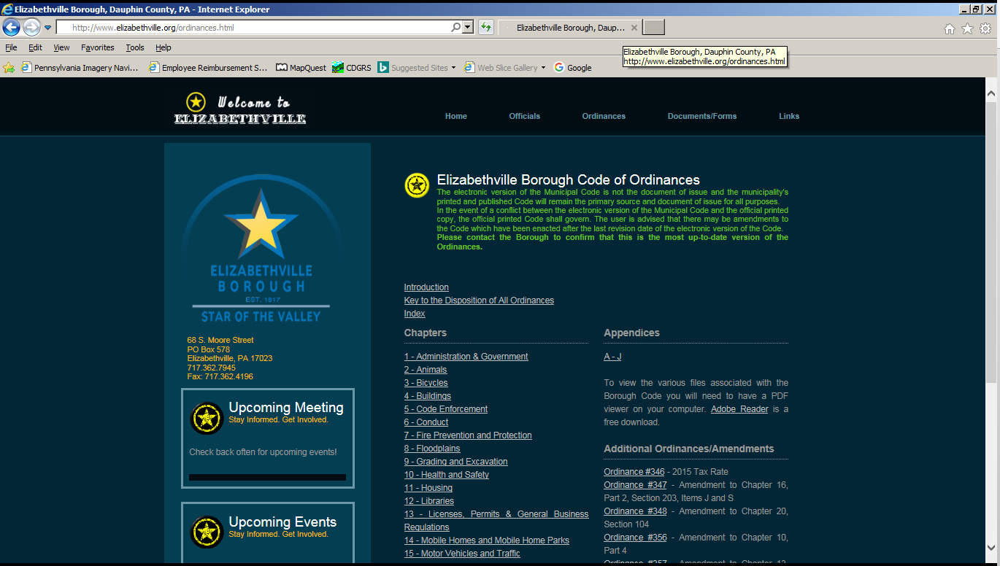 Elizabethville Borough, Dauphin County, PA - Internet Explorer
http://www.elizabethville.org/ordinances.html
Elizabethville Borough, Daup...
File Edit View Favorites Tools Help
Elizabethville Borough, Dauphin County, PA
http://www.elizabethville.org/ordinances.html
Pennsylvania Imagery Navi... Employee Reimbursement S... MapQuest CDGRS Suggested Sites Web Slice Gallery Google
Welcome to
ELIZABETHVILLE
Home Officials Ordinances Documents/Forms Links
ELIZABETHVILLE
BOROUGH
EST. 1817
STAR OF THE VALLEY
68 S. Moore Street
PO Box 578
Elizabethville, PA 17023
717.362.7945
Fax: 717.362.4196
Upcoming Meeting
Stay Informed. Get Involved.
Check back often for upcoming events!
Upcoming Events
Stay Informed. Get Involved.
Elizabethville Borough Code of Ordinances
The electronic version of the Municipal Code is not the document of issue and the municipality's
printed and published Code will remain the primary source and document of issue for all purposes.
In the event of a conflict between the electronic version of the Municipal Code and the official printed
copy, the official printed Code shall govern. The user is advised that there may be amendments to
the Code which have been enacted after the last revision date of the electronic version of the Code.
Please contact the Borough to confirm that this is the most up-to-date version of the
Ordinances.
Introduction
Key to the Disposition of All Ordinances
Index
Chapters
1 - Administration & Government
2 - Animals
3 - Bicycles
4 - Buildings
5 - Code Enforcement
6 - Conduct
7 - Fire Prevention and Protection
8 - Floodplains
9 - Grading and Excavation
10 - Health and Safety
11 - Housing
12 - Libraries
13 - Licenses, Permits & General Business
Regulations
14 - Mobile Homes and Mobile Home Parks
15 - Motor Vehicles and Traffic
Appendices
A - J
To view the various files associated with the
Borough Code you will need to have a PDF
viewer on your computer. Adobe Reader is a
free download.
Additional Ordinances/Amendments
Ordinance #346 - 2015 Tax Rate
Ordinance #347 - Amendment to Chapter 16,
Part 2, Section 203, Items J and S
Ordinance #348 - Amendment to Chapter 20,
Section 104
Ordinance #356 - Amendment to Chapter 10,
Part 4
Ordinance #357 - Amendment to Chapter